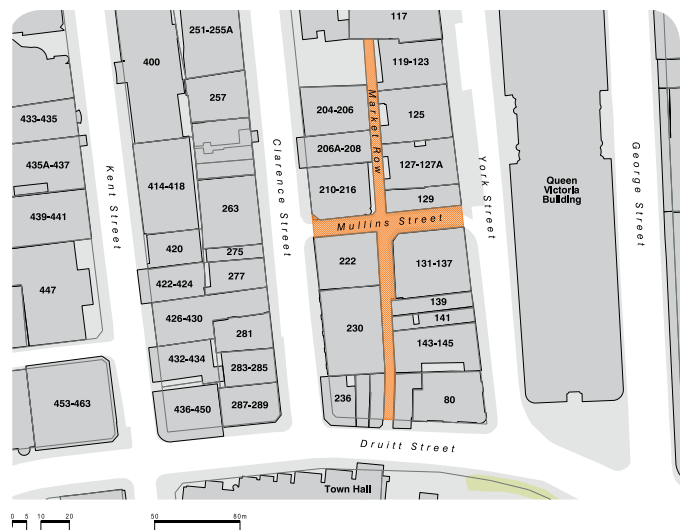 117
251-255A
400
119-123
257
204-206
125
433-435
206A-208
Market Row
435A-437
127-127A
414-418
210-216
Kent Street
Clarence Street
York Street
George Street
Queen
Victoria
Building
263
129
439-441
Mullins Street
420
275
222
131-137
422-424
277
447
139
426-430
141
281
230
143-145
432-434
283-285
236
80
453-463
436-450
287-289
Druitt Street
Town Hall
0 5 10 20 50 80m